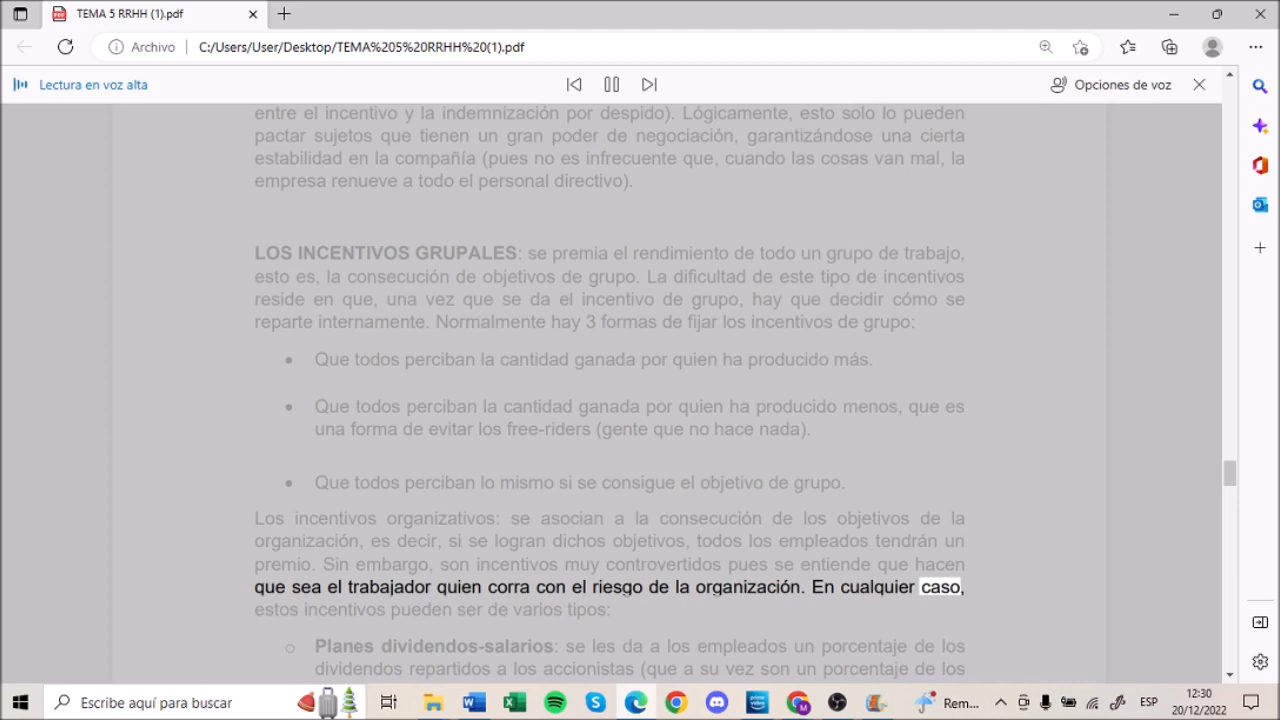 TEMA 5 RRHH (1).pdf
Archivo
C:/Users/User/Desktop/TEMA%205%20RRHH%20(1).pdf
Lectura en voz alta
Opciones de voz
entre el incentivo y la indemnización por despido). Lógicamente, esto solo lo pueden
pactar sujetos que tienen un gran poder de negociación, garantizándose una cierta
estabilidad en la compañía (pues no es infrecuente que, cuando las cosas van mal, la
empresa renueve a todo el personal directivo).
LOS INCENTIVOS GRUPALES: se premia el rendimiento de todo un grupo de trabajo,
esto es, la consecución de objetivos de grupo. La dificultad de este tipo de incentivos
reside en que, una vez que se da el incentivo de grupo, hay que decidir cómo se
reparte internamente. Normalmente hay 3 formas de fijar los incentivos de grupo:
• Que todos perciban la cantidad ganada por quien ha producido más.
• Que todos perciban la cantidad ganada por quien ha producido menos, que es
una forma de evitar los free-riders (gente que no hace nada).
• Que todos perciban lo mismo si se consigue el objetivo de grupo.
Los incentivos organizativos: se asocian a la consecución de los objetivos de la
organización, es decir, si se logran dichos objetivos, todos los empleados tendrán un
premio. Sin embargo, son incentivos muy controvertidos pues se entiende que hacen
que sea el trabajador quien corra con el riesgo de la organización. En cualquier caso,
estos incentivos pueden ser de varios tipos:
o Planes dividendos-salarios: se les da a los empleados un porcentaje de los
dividendos repartidos a los accionistas (que a su vez son un porcentaje de los
Escribe aquí para buscar
Rem...
ESP
12:30
20/12/2022